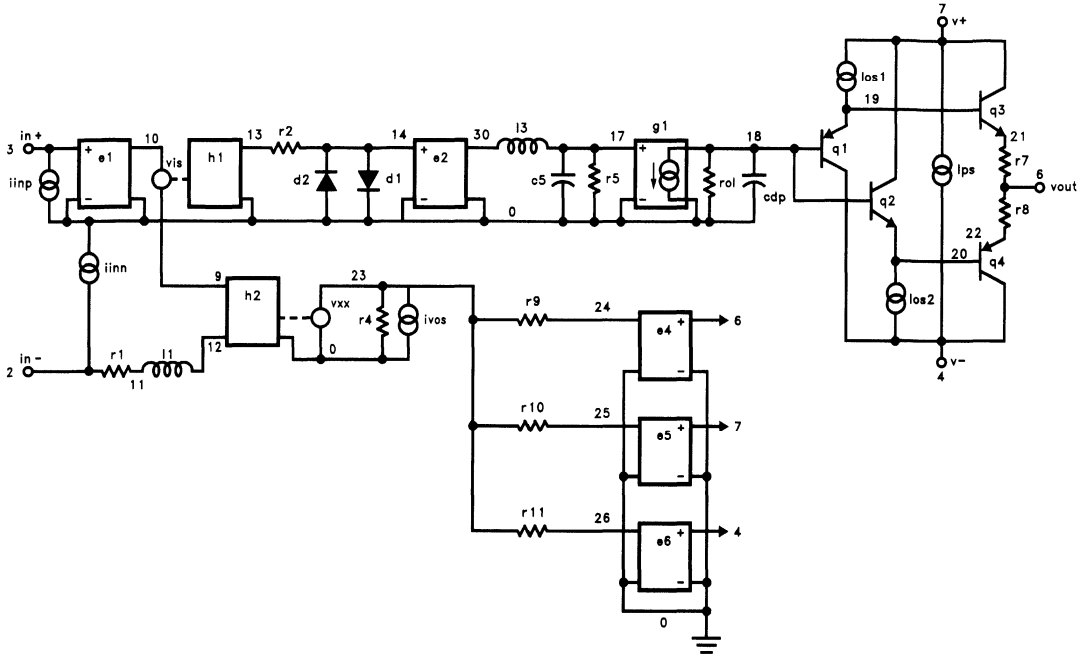 7
v+
Ios1
19
q3
in+
3
10
13
r2
14
30
l3
17
g1
18
21
+
e1
-
vis
h1
+
e2
-
+
-
q1
r7
Ips
6
vout
iinp
d2
d1
c5
r5
rol
cdp
q2
r8
0
22
20
q4
iinn
9
h2
23
vxx
r4
ivos
Ios2
12
0
r9
24
+
e4
-
6
v-
4
in-
2
r1
11
l1
r10
25
+
e5
-
7
r11
26
+
e6
-
4
0